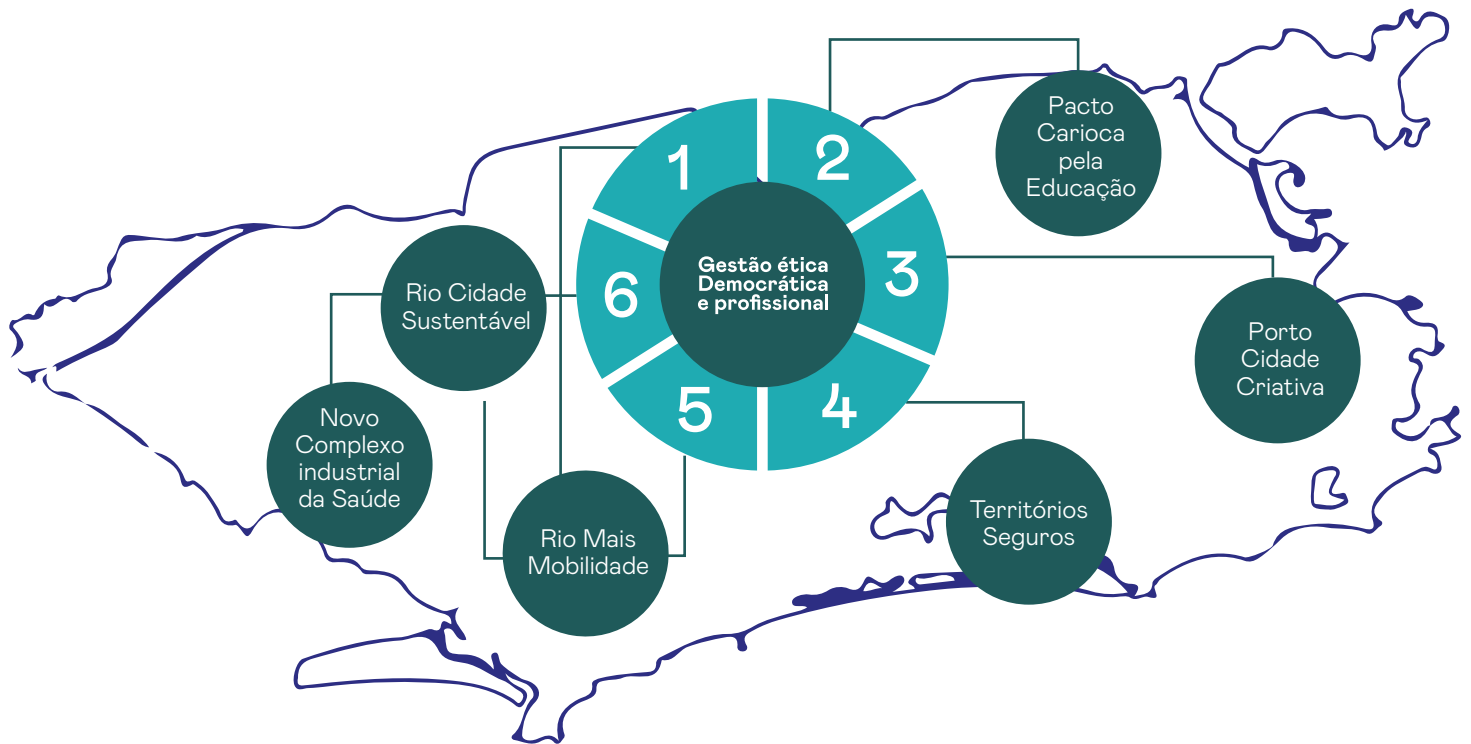 1
2
3
4
5
6
Gestão ética
Democrática
e profissional
Pacto
Carioca
pela
Educação
Porto
Cidade
Criativa
Territórios
Seguros
Rio Mais
Mobilidade
Rio Cidade
Sustentável
Novo
Complexo
industrial
da Saúde